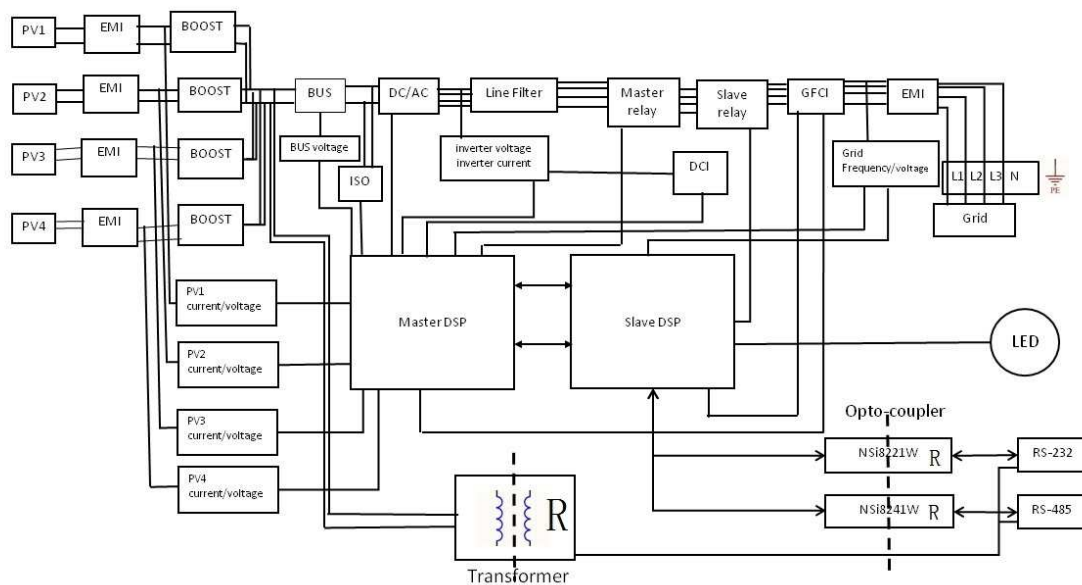 PV1
EMI
BOOST
PV2
EMI
BOOST
BUS
DC/AC
Line Filter
Master
relay
Slave
relay
GFCI
EMI
PV3
EMI
BOOST
BUS voltage
ISO
inverter voltage
inverter current
DCI
Grid
Frequency/voltage
L1 L2 L3 N
PE
PV4
EMI
BOOST
Grid
PV1
current/voltage
Master DSP
Slave DSP
LED
PV2
current/voltage
PV3
current/voltage
Opto-coupler
NSi8221W R
RS-232
PV4
current/voltage
R
NSi8241W R
RS-485
Transformer